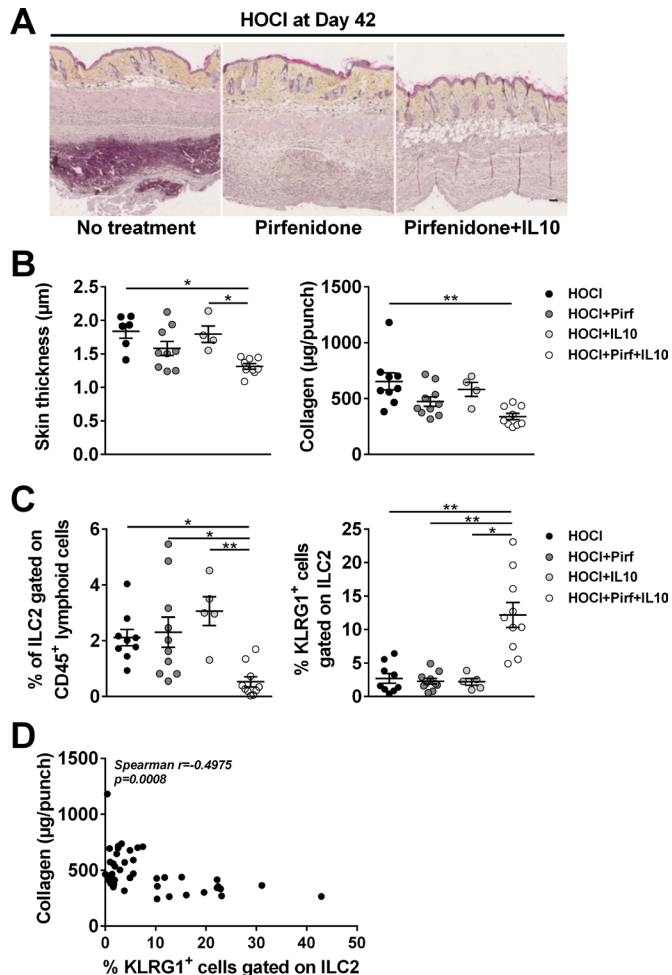 A
HOCl at Day 42
No treatment
Pirfenidone
Pirfenidone+IL10
B
Skin thickness (µm)
2.5
2.0
1.5
1.0
0.5
0.0
*
*
Collagen (µg/punch)
1500
1000
500
0
**
HOCl
HOCl+Pirf
HOCl+IL10
HOCl+Pirf+IL10
C
% of ILC2 gated on
CD45+ lymphoid cells
6
4
2
0
*
*
**
% KLRG1+ cells
gated on ILC2
25
20
15
10
5
0
**
**
*
HOCl
HOCl+Pirf
HOCl+IL10
HOCl+Pirf+IL10
D
Collagen (µg/punch)
1500
1000
500
0
Spearman r=-0.4975
p=0.0008
0 10 20 30 40 50
% KLRG1+ cells gated on ILC2